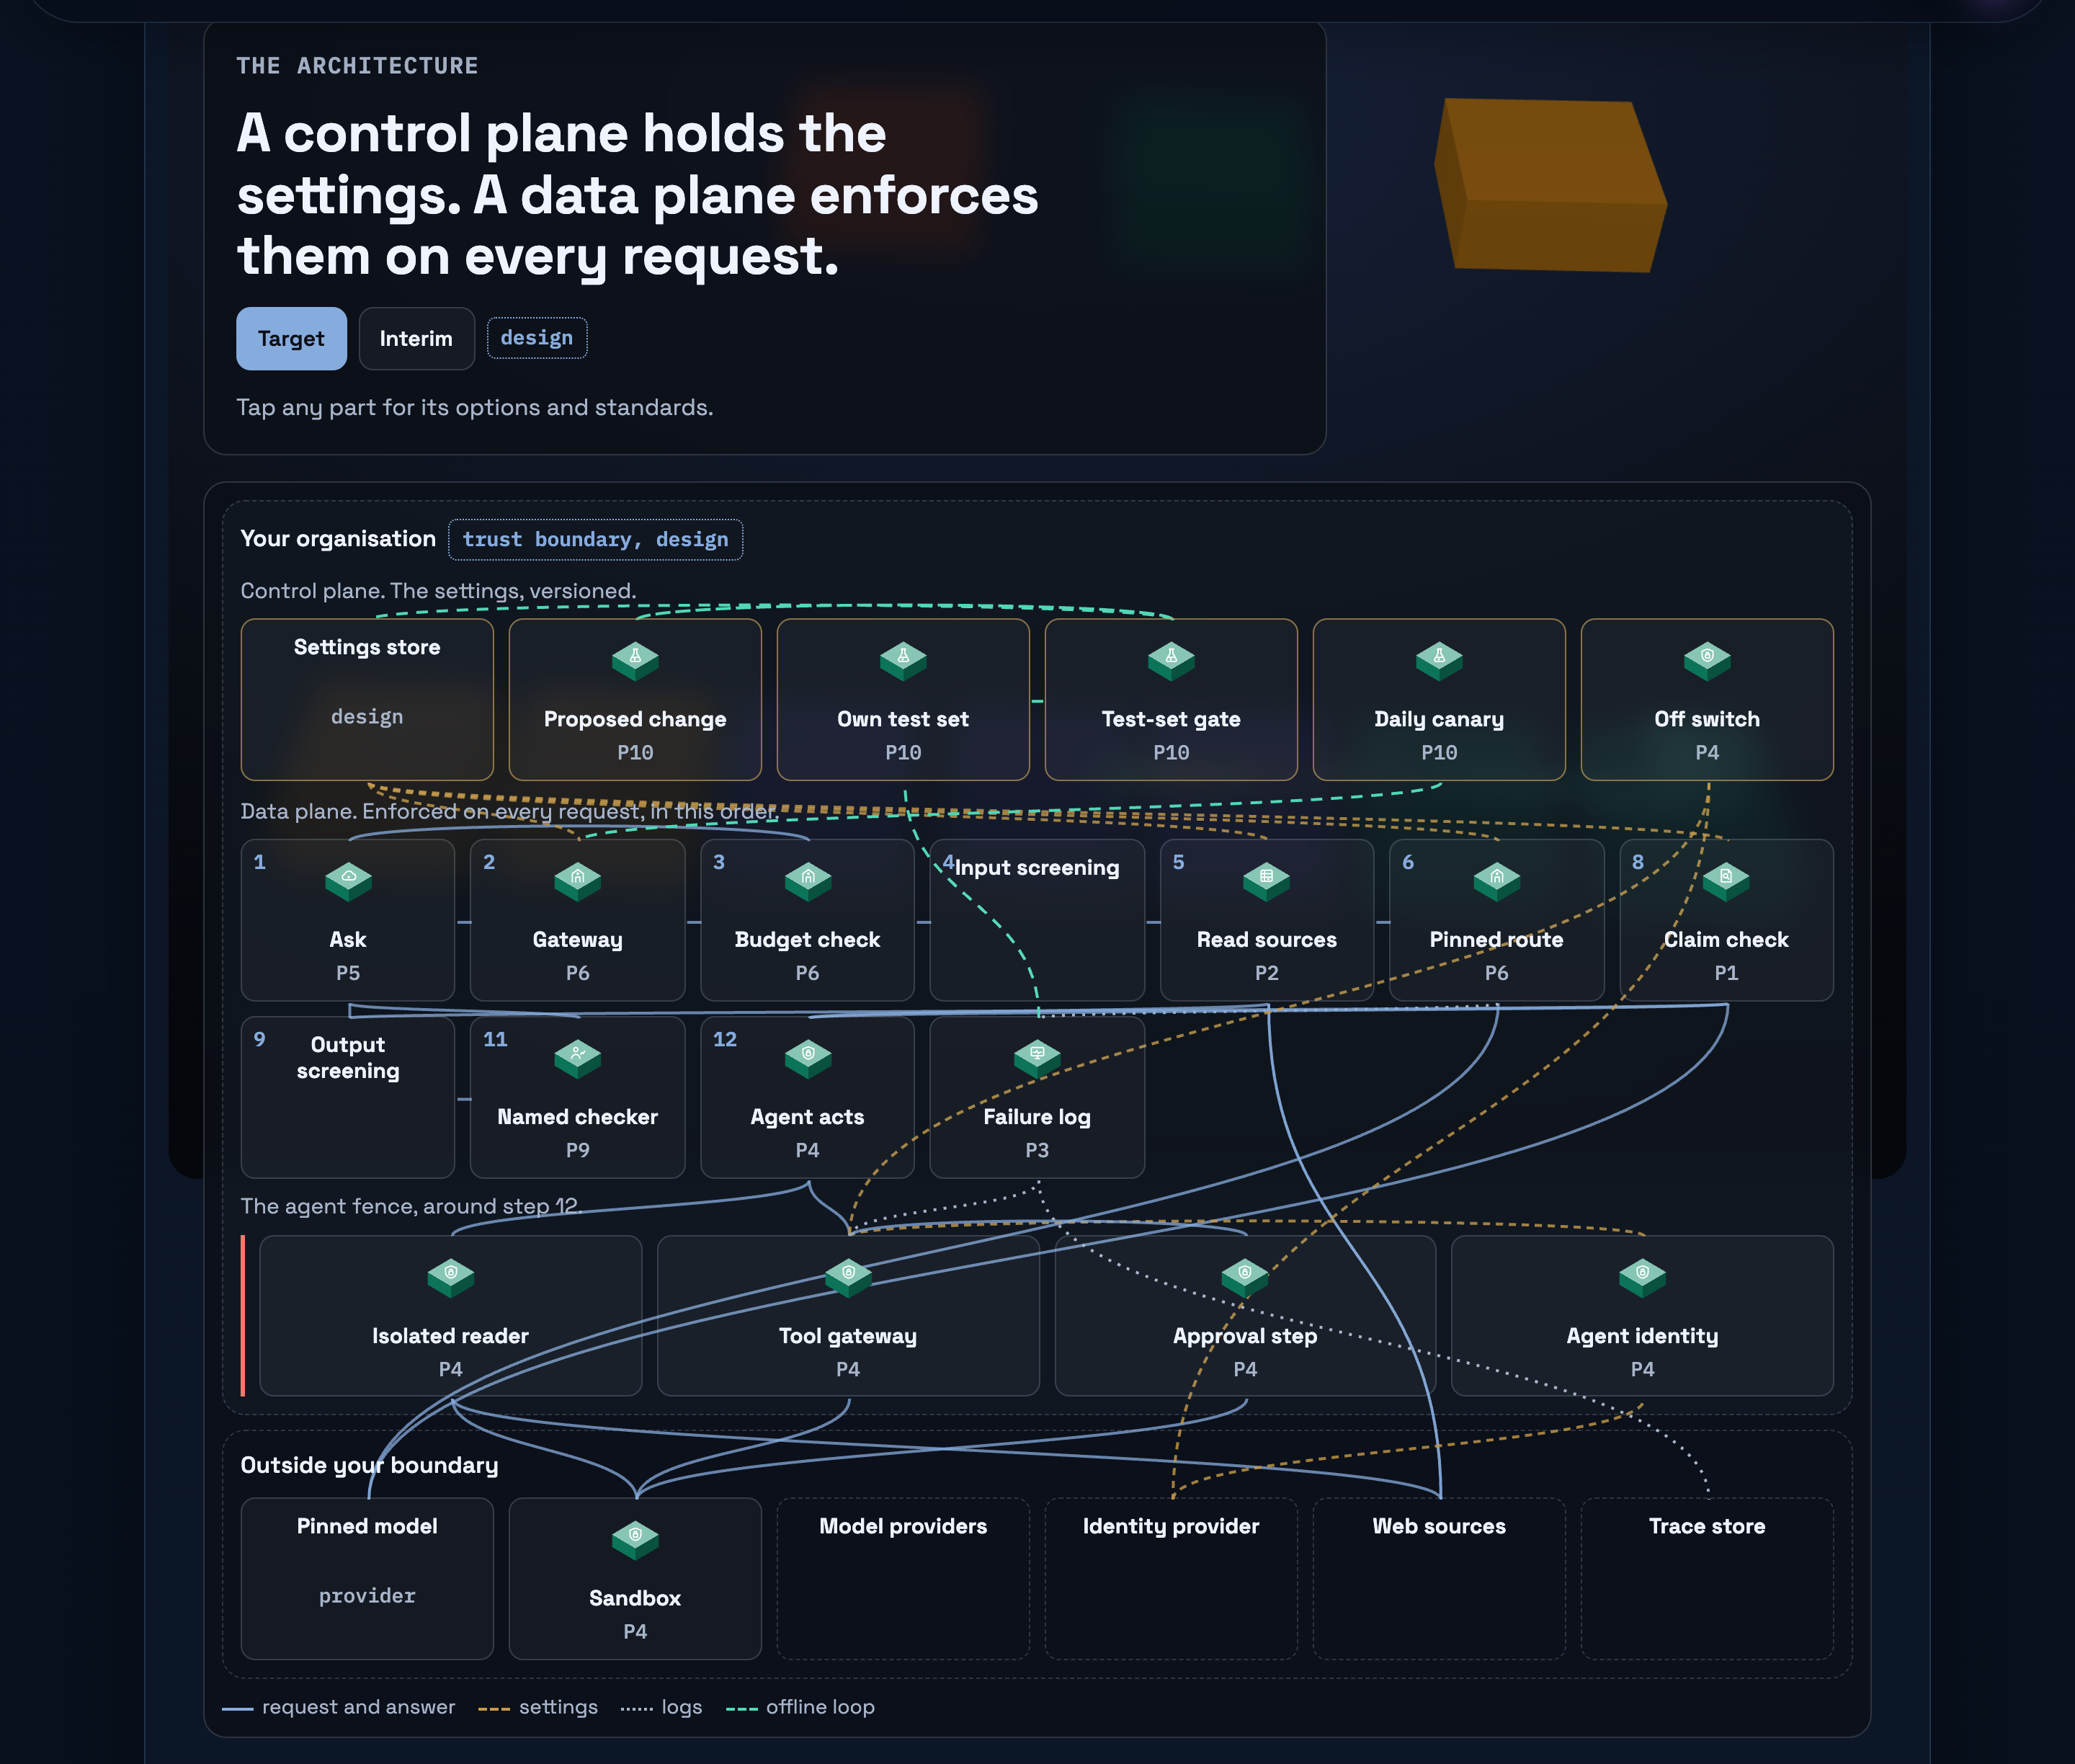 THE ARCHITECTURE
A control plane holds the
settings. A data plane enforces
them on every request.
Target
Interim
design
Tap any part for its options and standards.
Your organisation
trust boundary, design
Control plane. The settings, versioned.
Settings store
design
Proposed change
P10
Own test set
P10
Test-set gate
P10
Daily canary
P10
Off switch
P4
Data plane. Enforced on every request, in this order.
1
Ask
P5
2
Gateway
P6
3
Budget check
P6
4
Input screening
5
Read sources
P2
6
Pinned route
P6
8
Claim check
P1
9
Output
screening
11
Named checker
P9
12
Agent acts
P4
Failure log
P3
The agent fence, around step 12.
Isolated reader
P4
Tool gateway
P4
Approval step
P4
Agent identity
P4
Outside your boundary
Pinned model
provider
Sandbox
P4
Model providers
Identity provider
Web sources
Trace store
request and answer
settings
logs
offline loop